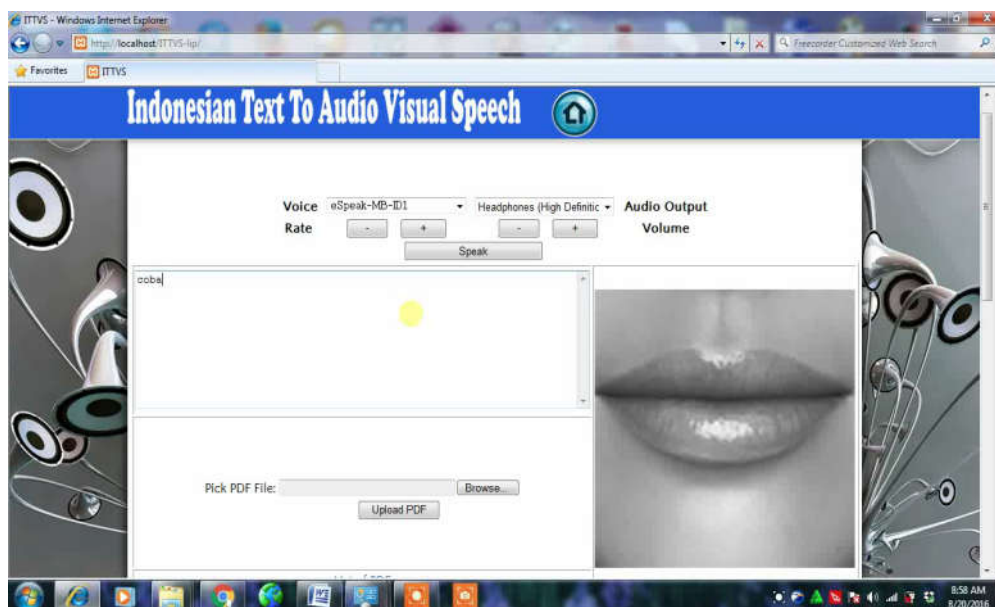 ITTVS - Windows Internet Explorer
http://localhost/ITTVS-lip/
Freecorder Customized Web Search
Favorites ITTVS
Indonesian Text To Audio Visual Speech
Voice eSpeak-MB-ID1 Headphones (High Definitic Audio Output
Rate - + - + Volume
Speak
coba
Pick PDF File: Browse...
Upload PDF
8:58 AM
8/20/2016